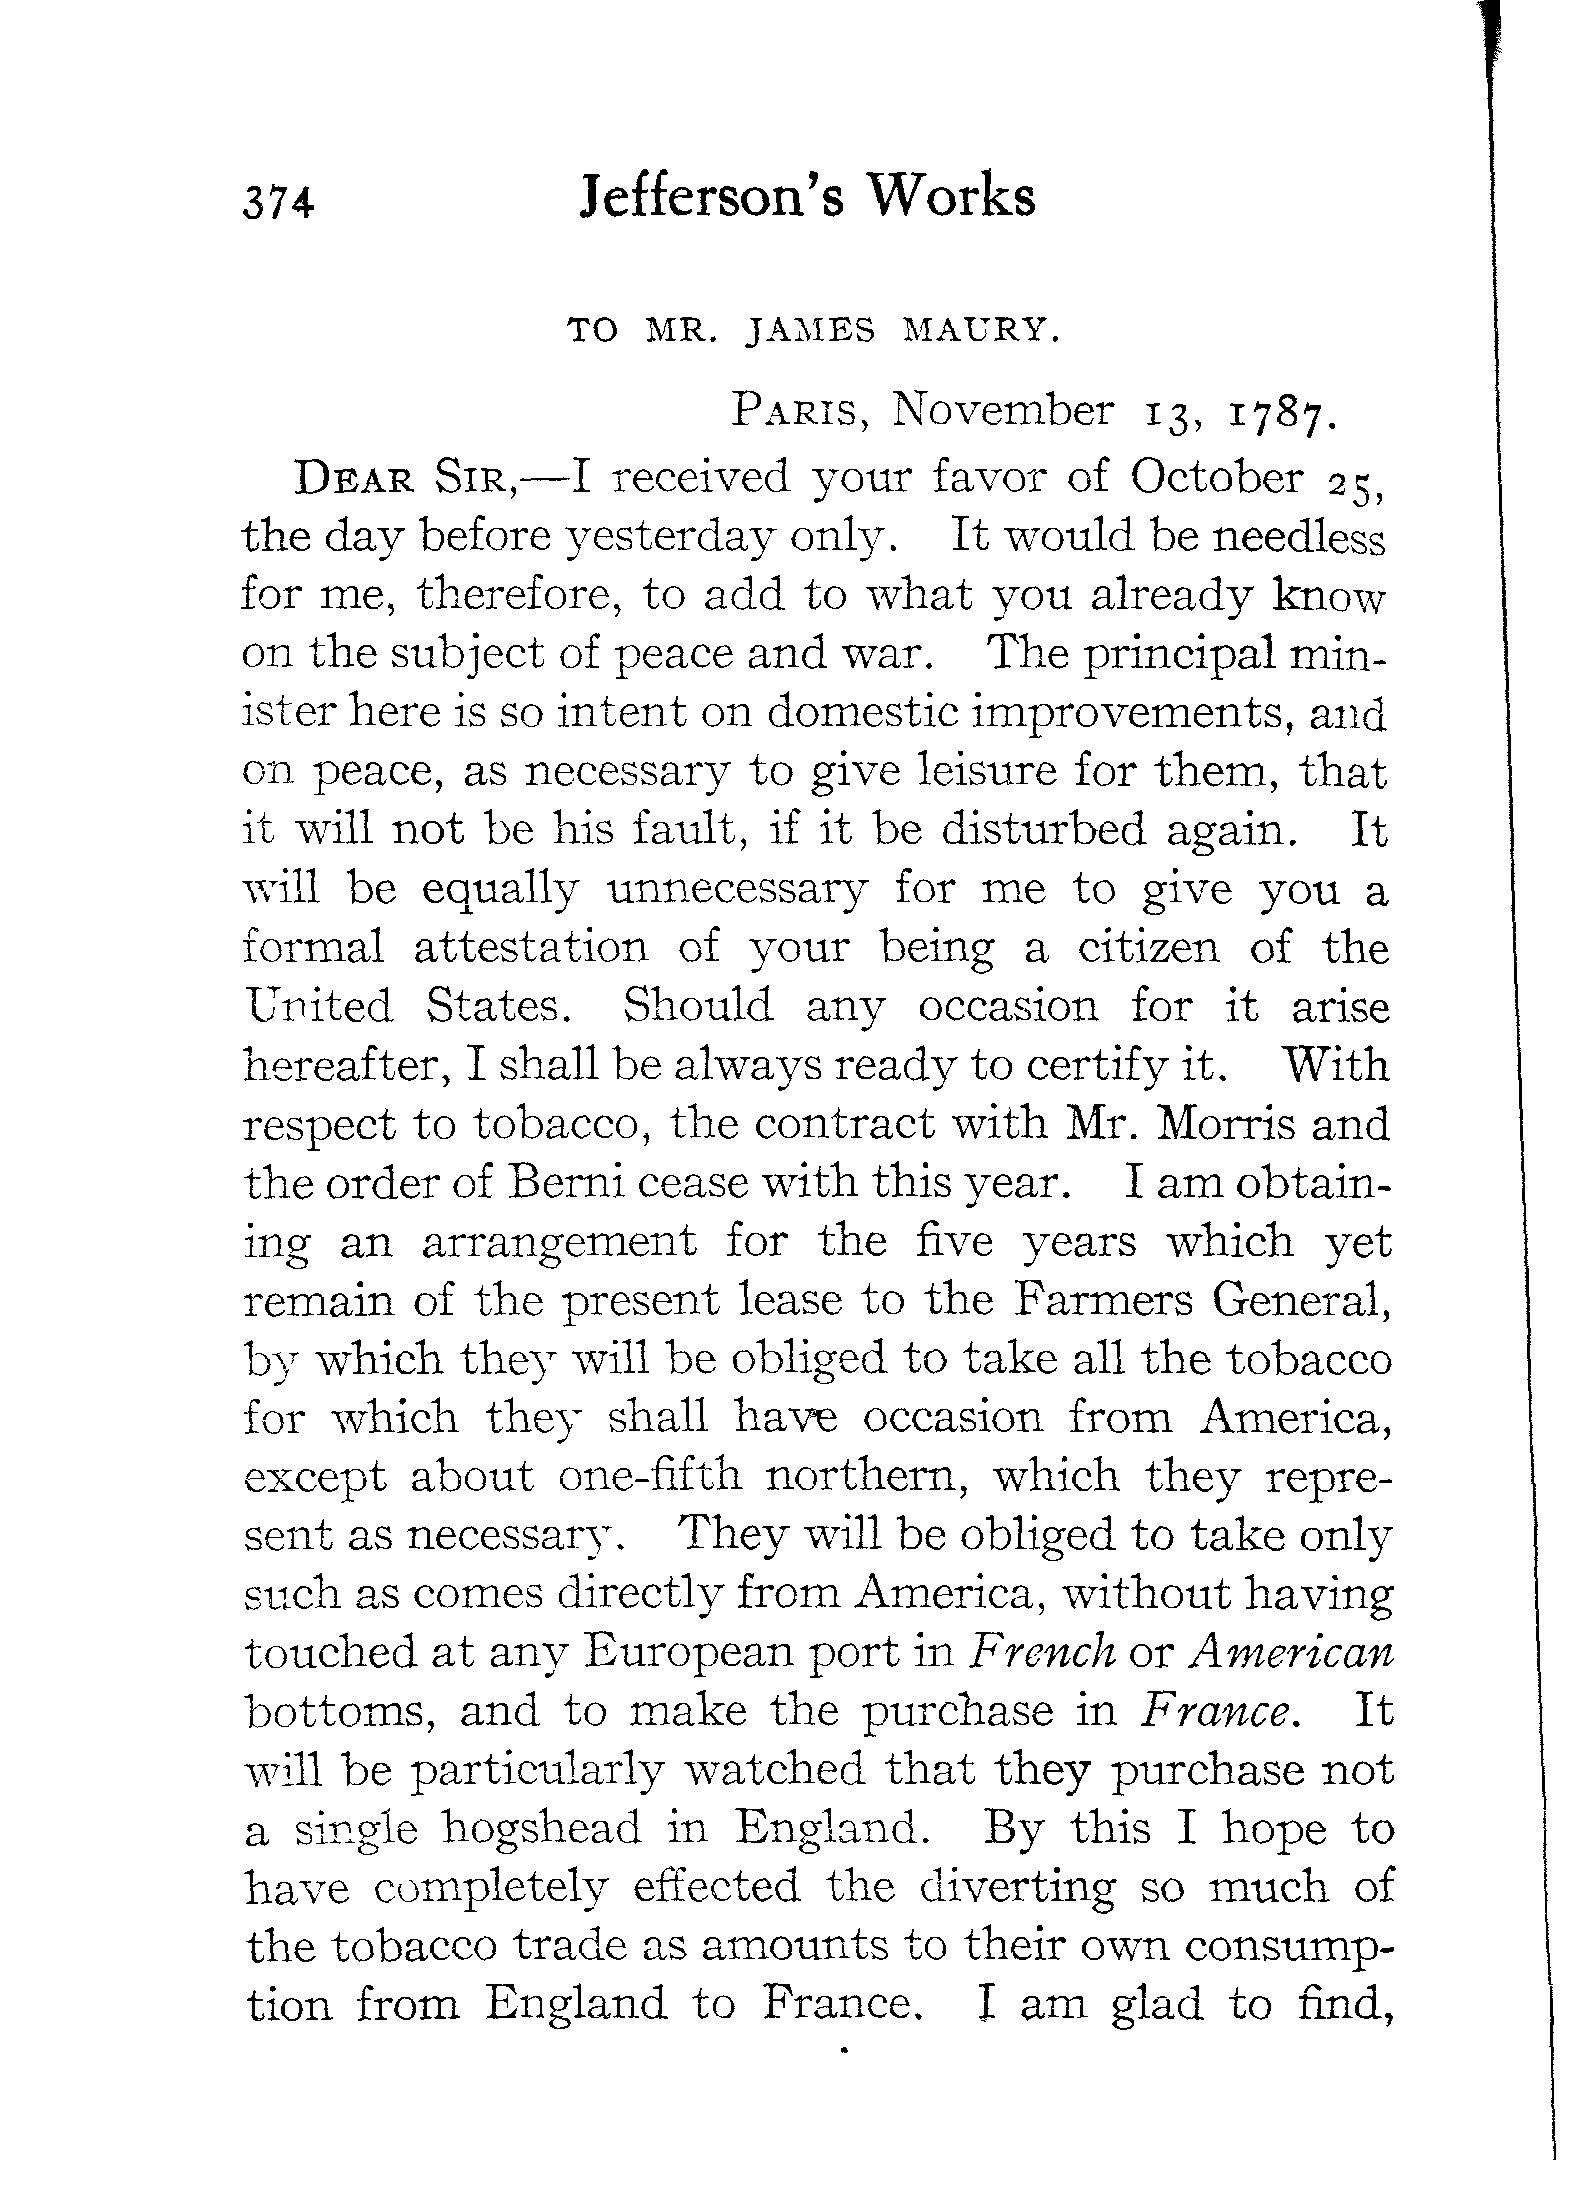 374 Jefferson's Works
TO MR. JAMES MAURY.
PARIS, November 13, 1787.
DEAR SIR,—I received your favor of October 25,
the day before yesterday only. It would be needless
for me, therefore, to add to what you already know
on the subject of peace and war. The principal min-
ister here is so intent on domestic improvements, and
on peace, as necessary to give leisure for them, that
it will not be his fault, if it be disturbed again. It
will be equally unnecessary for me to give you a
formal attestation of your being a citizen of the
United States. Should any occasion for it arise
hereafter, I shall be always ready to certify it. With
respect to tobacco, the contract with Mr. Morris and
the order of Berni cease with this year. I am obtain-
ing an arrangement for the five years which yet
remain of the present lease to the Farmers General,
by which they will be obliged to take all the tobacco
for which they shall have occasion from America,
except about one-fifth northern, which they repre-
sent as necessary. They will be obliged to take only
such as comes directly from America, without having
touched at any European port in French or American
bottoms, and to make the purchase in France. It
will be particularly watched that they purchase not
a single hogshead in England. By this I hope to
have completely effected the diverting so much of
the tobacco trade as amounts to their own consump-
tion from England to France. I am glad to find,